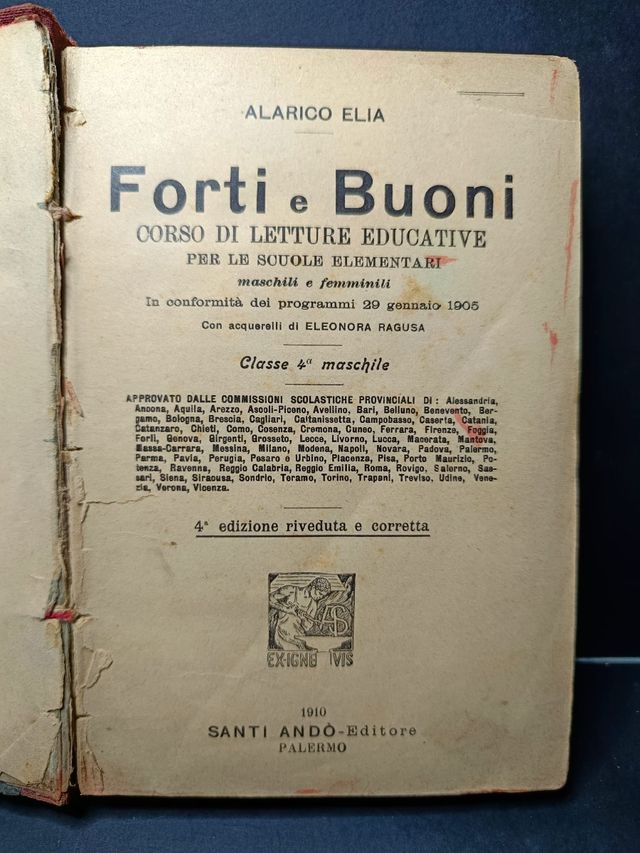 ALARICO ELIA
Forti e Buoni
CORSO DI LETTURE EDUCATIVE
PER LE SCUOLE ELEMENTARI
maschili e femminili
In conformità dei programmi 29 gennaio 1905
Con acquerelli di ELEONORA RAGUSA
Classe 4ª maschile
APPROVATO DALLE COMMISSIONI SCOLASTICHE PROVINCIALI DI: Alessandria,
Ancona, Aquila, Arezzo, Ascoli-Piceno, Avellino, Bari, Belluno, Benevento, Ber-
gamo, Bologna, Brescia, Cagliari, Caltanissetta, Campobasso, Caserta, Catania,
Catanzaro, Chieti, Como, Cosenza, Cremona, Cuneo, Ferrara, Firenze, Foggia,
Forlì, Genova, Girgenti, Grosseto, Lecce, Livorno, Lucca, Macerata, Mantova,
Massa-Carrara, Messina, Milano, Modena, Napoli, Novara, Padova, Palermo,
Parma, Pavia, Perugia, Pesaro e Urbino, Piacenza, Pisa, Porto Maurizio, Po-
tenza, Ravenna, Reggio Calabria, Reggio Emilia, Roma, Rovigo, Salerno, Sas-
sari, Siena, Siracusa, Sondrio, Teramo, Torino, Trapani, Treviso, Udine, Vene-
zia, Verona, Vicenza.
4ª edizione riveduta e corretta
EX·IGNE VIS
1910
SANTI ANDÒ-Editore
PALERMO